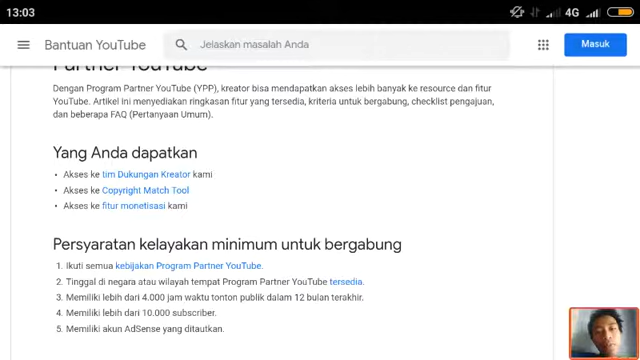 13:03
4G
Bantuan YouTube
Jelaskan masalah Anda
Masuk
Partner YouTube
Dengan Program Partner YouTube (YPP), kreator bisa mendapatkan akses lebih banyak ke resource dan fitur
YouTube. Artikel ini menyediakan ringkasan fitur yang tersedia, kriteria untuk bergabung, checklist pengajuan,
dan beberapa FAQ (Pertanyaan Umum).
Yang Anda dapatkan
• Akses ke tim Dukungan Kreator kami
• Akses ke Copyright Match Tool
• Akses ke fitur monetisasi kami
Persyaratan kelayakan minimum untuk bergabung
1. Ikuti semua kebijakan Program Partner YouTube.
2. Tinggal di negara atau wilayah tempat Program Partner YouTube tersedia.
3. Memiliki lebih dari 4.000 jam waktu tonton publik dalam 12 bulan terakhir.
4. Memiliki lebih dari 10.000 subscriber.
5. Memiliki akun AdSense yang ditautkan.